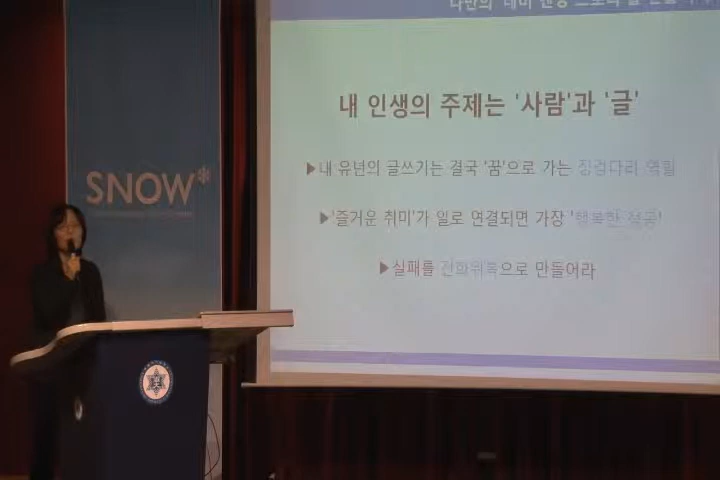 내 인생의 주제는 '사람'과 '글'
▶내 유년의 글쓰기는 결국 '꿈'으로 가는 징검다리 역할
▶'즐거운 취미'가 일로 연결되면 가장 '행복한
▶실패를 전화위복으로 만들어라
SNOW*